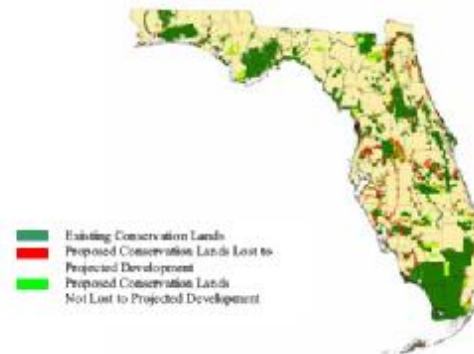 Existing Conservation Lands
Proposed Conservation Lands Lost to
Projected Development
Proposed Conservation Lands
Not Lost to Projected Development